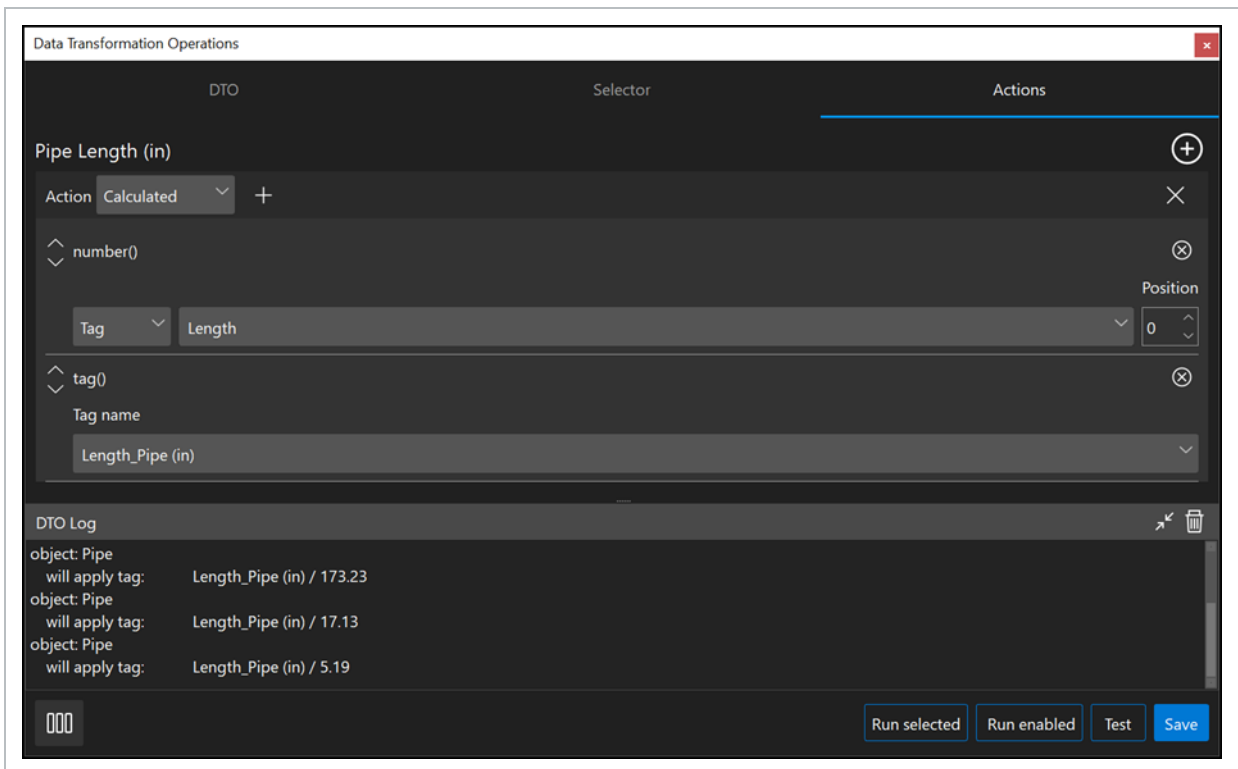 Data Transformation Operations
DTO Selector Actions
Pipe Length (in)
Action Calculated
number()
Position
Tag Length 0
tag()
Tag name
Length_Pipe (in)
DTO Log
object: Pipe
will apply tag: Length_Pipe (in) / 173.23
object: Pipe
will apply tag: Length_Pipe (in) / 17.13
object: Pipe
will apply tag: Length_Pipe (in) / 5.19
Run selected Run enabled Test Save